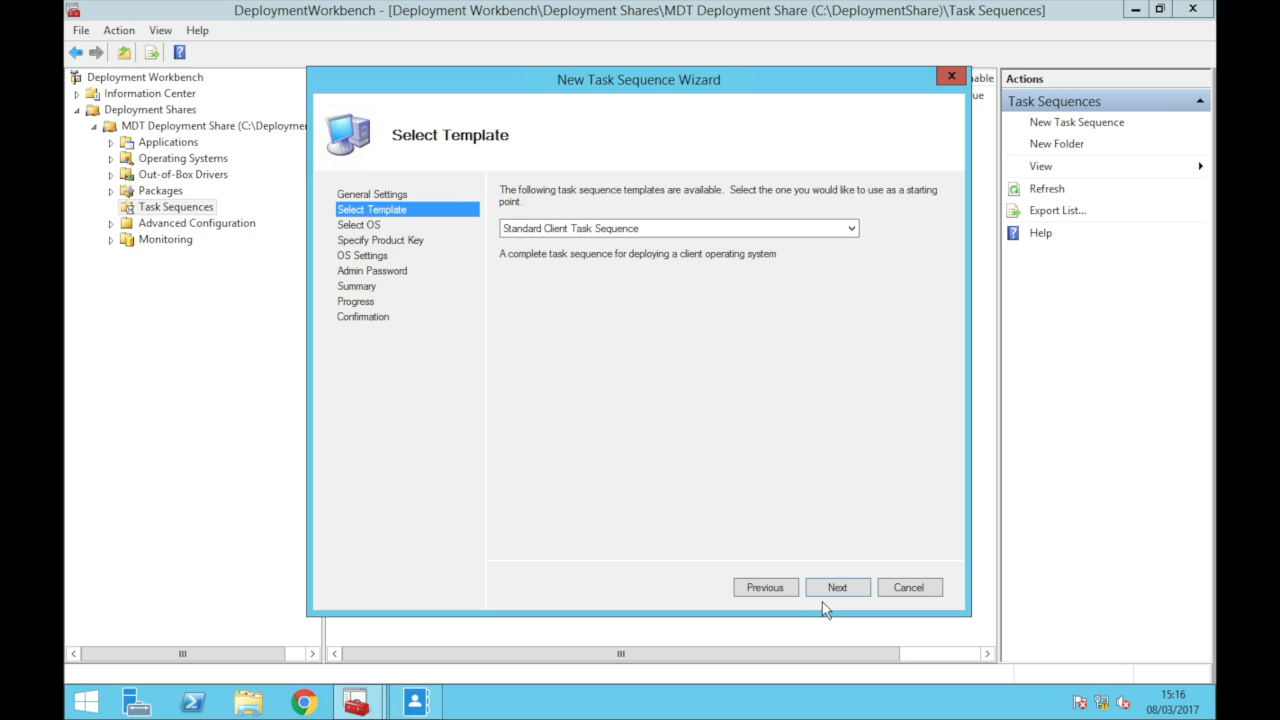 DeploymentWorkbench - [Deployment Workbench\Deployment Shares\MDT Deployment Share (C:\DeploymentShare)\Task Sequences]
File Action View Help
Deployment Workbench
Information Center
Deployment Shares
MDT Deployment Share (C:\Deployme
Applications
Operating Systems
Out-of-Box Drivers
Packages
Task Sequences
Advanced Configuration
Monitoring
New Task Sequence Wizard
Select Template
General Settings
Select Template
Select OS
Specify Product Key
OS Settings
Admin Password
Summary
Progress
Confirmation
The following task sequence templates are available. Select the one you would like to use as a starting
point.
Standard Client Task Sequence
A complete task sequence for deploying a client operating system
Previous Next Cancel
nable
ue
Actions
Task Sequences
New Task Sequence
New Folder
View
Refresh
Export List...
Help
15:16
08/03/2017